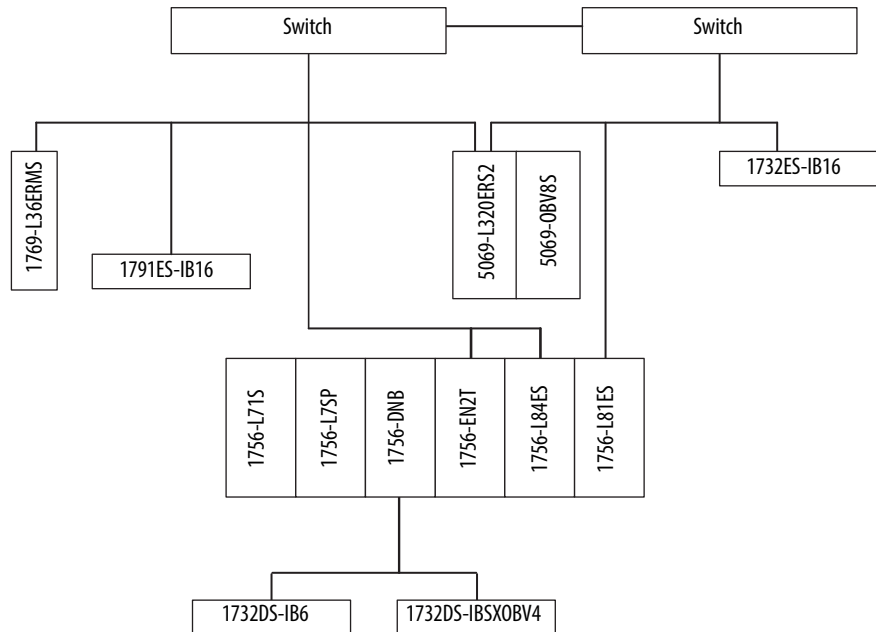 Switch
Switch
1769-L36ERMS
1791ES-IB16
5069-L320ERS2
5069-OBV8S
1732ES-IB16
1756-L71S
1756-L7SP
1756-DNB
1756-EN2T
1756-L84ES
1756-L81ES
1732DS-IB6
1732DS-IBSXOBV4